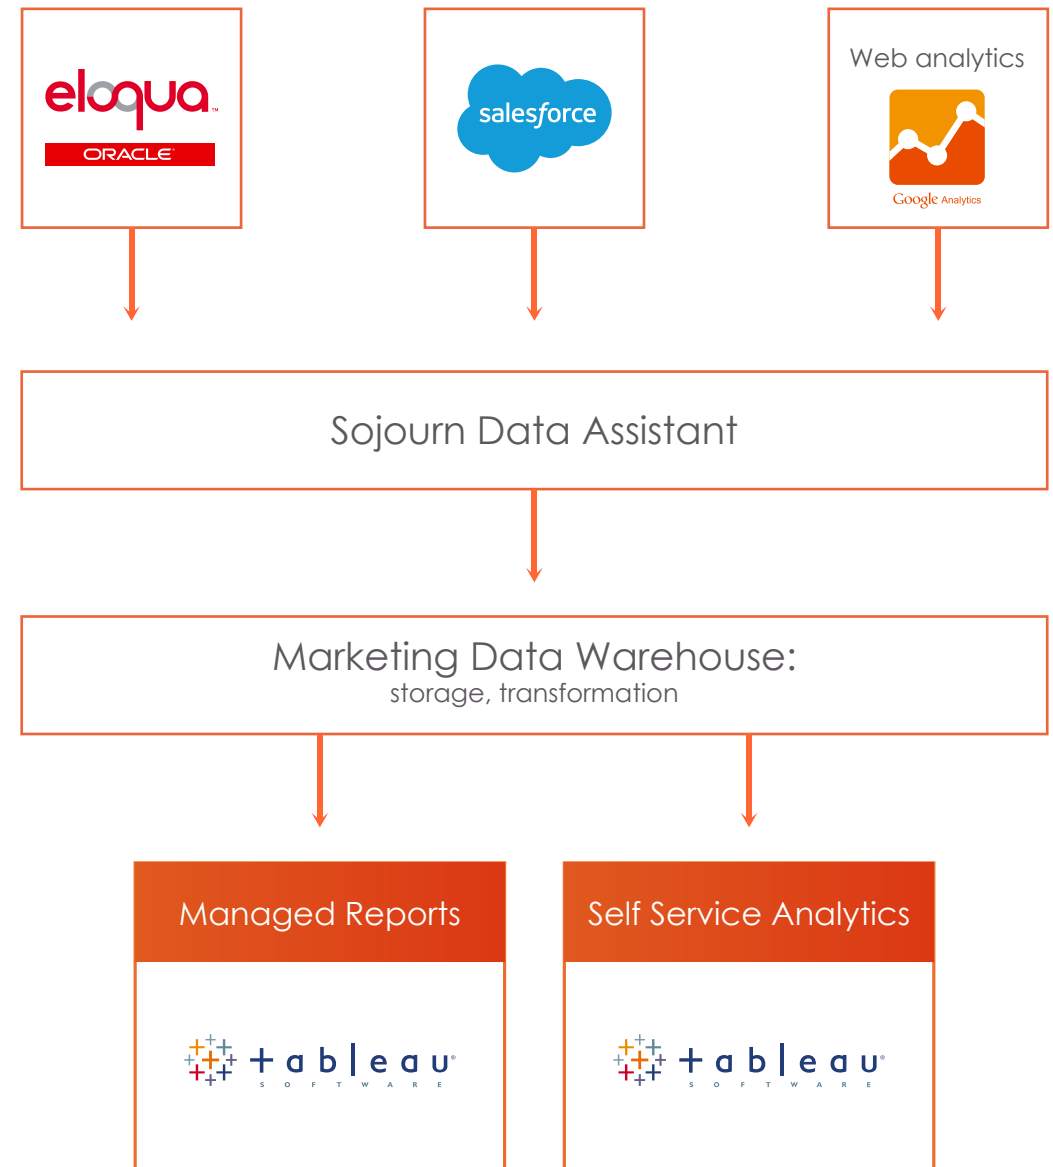 eloqua™
ORACLE
salesforce
Web analytics
Google Analytics
Sojourn Data Assistant
Marketing Data Warehouse:
storage, transformation
Managed Reports
Self Service Analytics
tableau®
SOFTWARE
tableau®
SOFTWARE